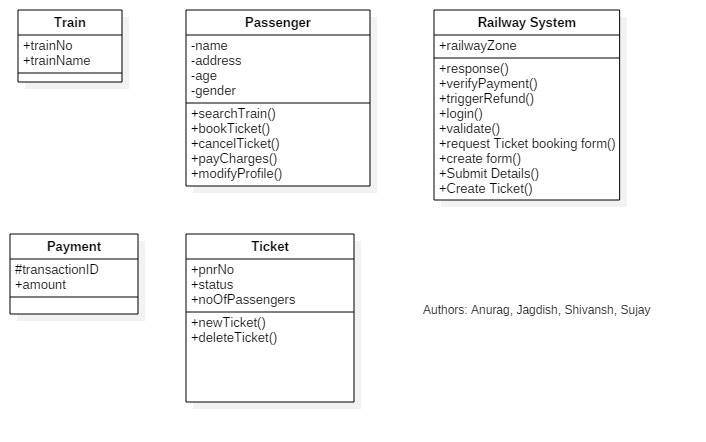 Train
+trainNo
+trainName
Passenger
-name
-address
-age
-gender
+searchTrain()
+bookTicket()
+cancelTicket()
+payCharges()
+modifyProfile()
Railway System
+railwayZone
+response()
+verifyPayment()
+triggerRefund()
+login()
+validate()
+request Ticket booking form()
+create form()
+Submit Details()
+Create Ticket()
Payment
#transactionID
+amount
Ticket
+pnrNo
+status
+noOfPassengers
+newTicket()
+deleteTicket()
Authors: Anurag, Jagdish, Shivansh, Sujay